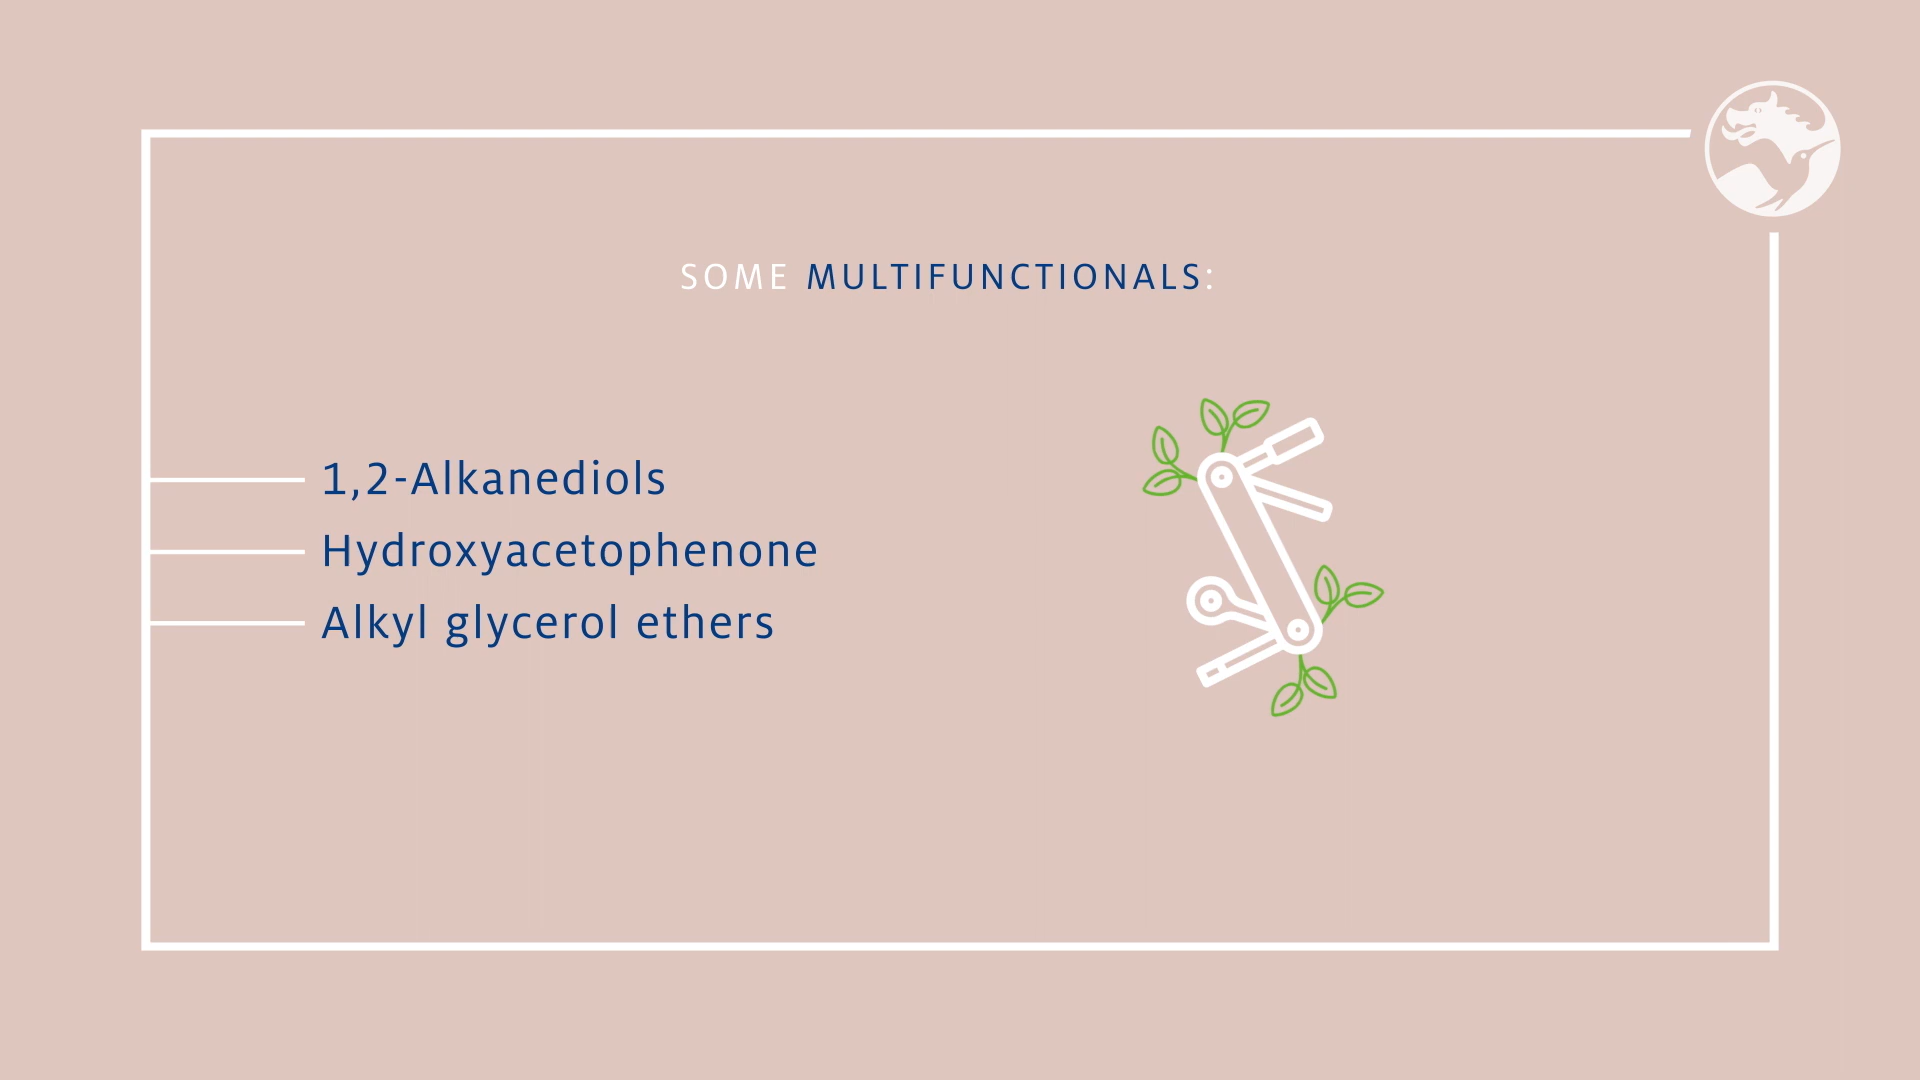 SOME MULTIFUNCTIONALS:
1,2-Alkanediols
Hydroxyacetophenone
Alkyl glycerol ethers